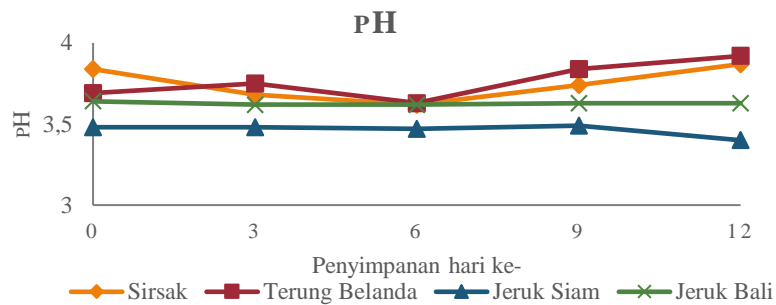 pH
4
3,5
3
pH
0 3 6 9 12
Penyimpanan hari ke-
Sirsak Terung Belanda Jeruk Siam Jeruk Bali